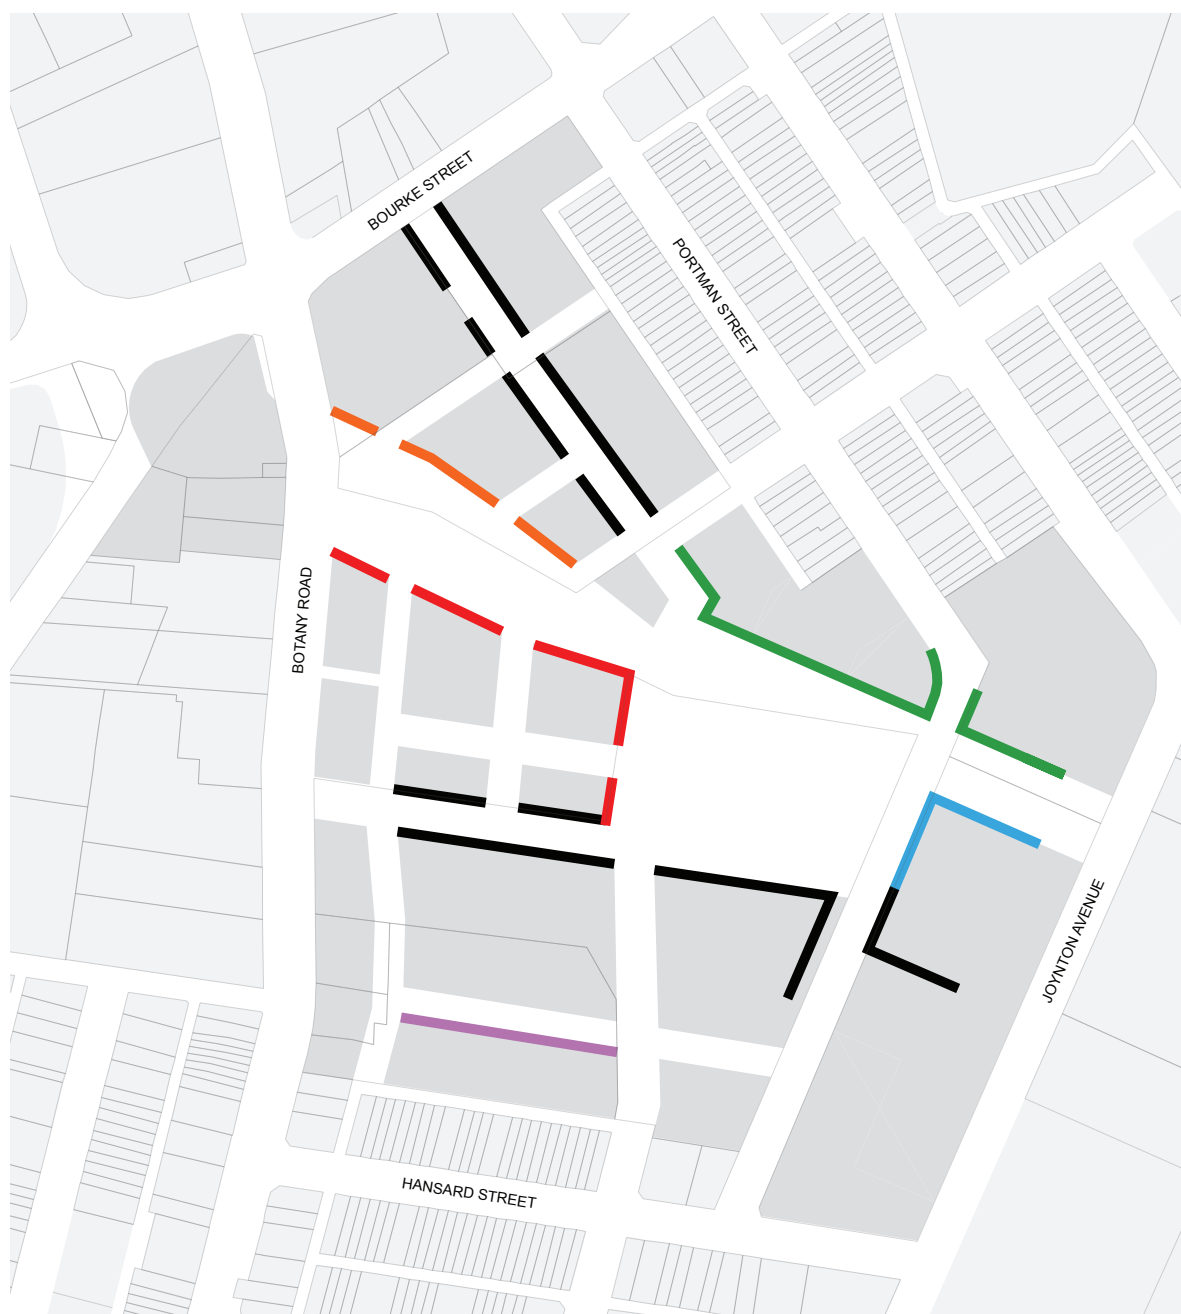 BOURKE STREET
PORTMAN STREET
BOTANY ROAD
JOYNTON AVENUE
HANSARD STREET